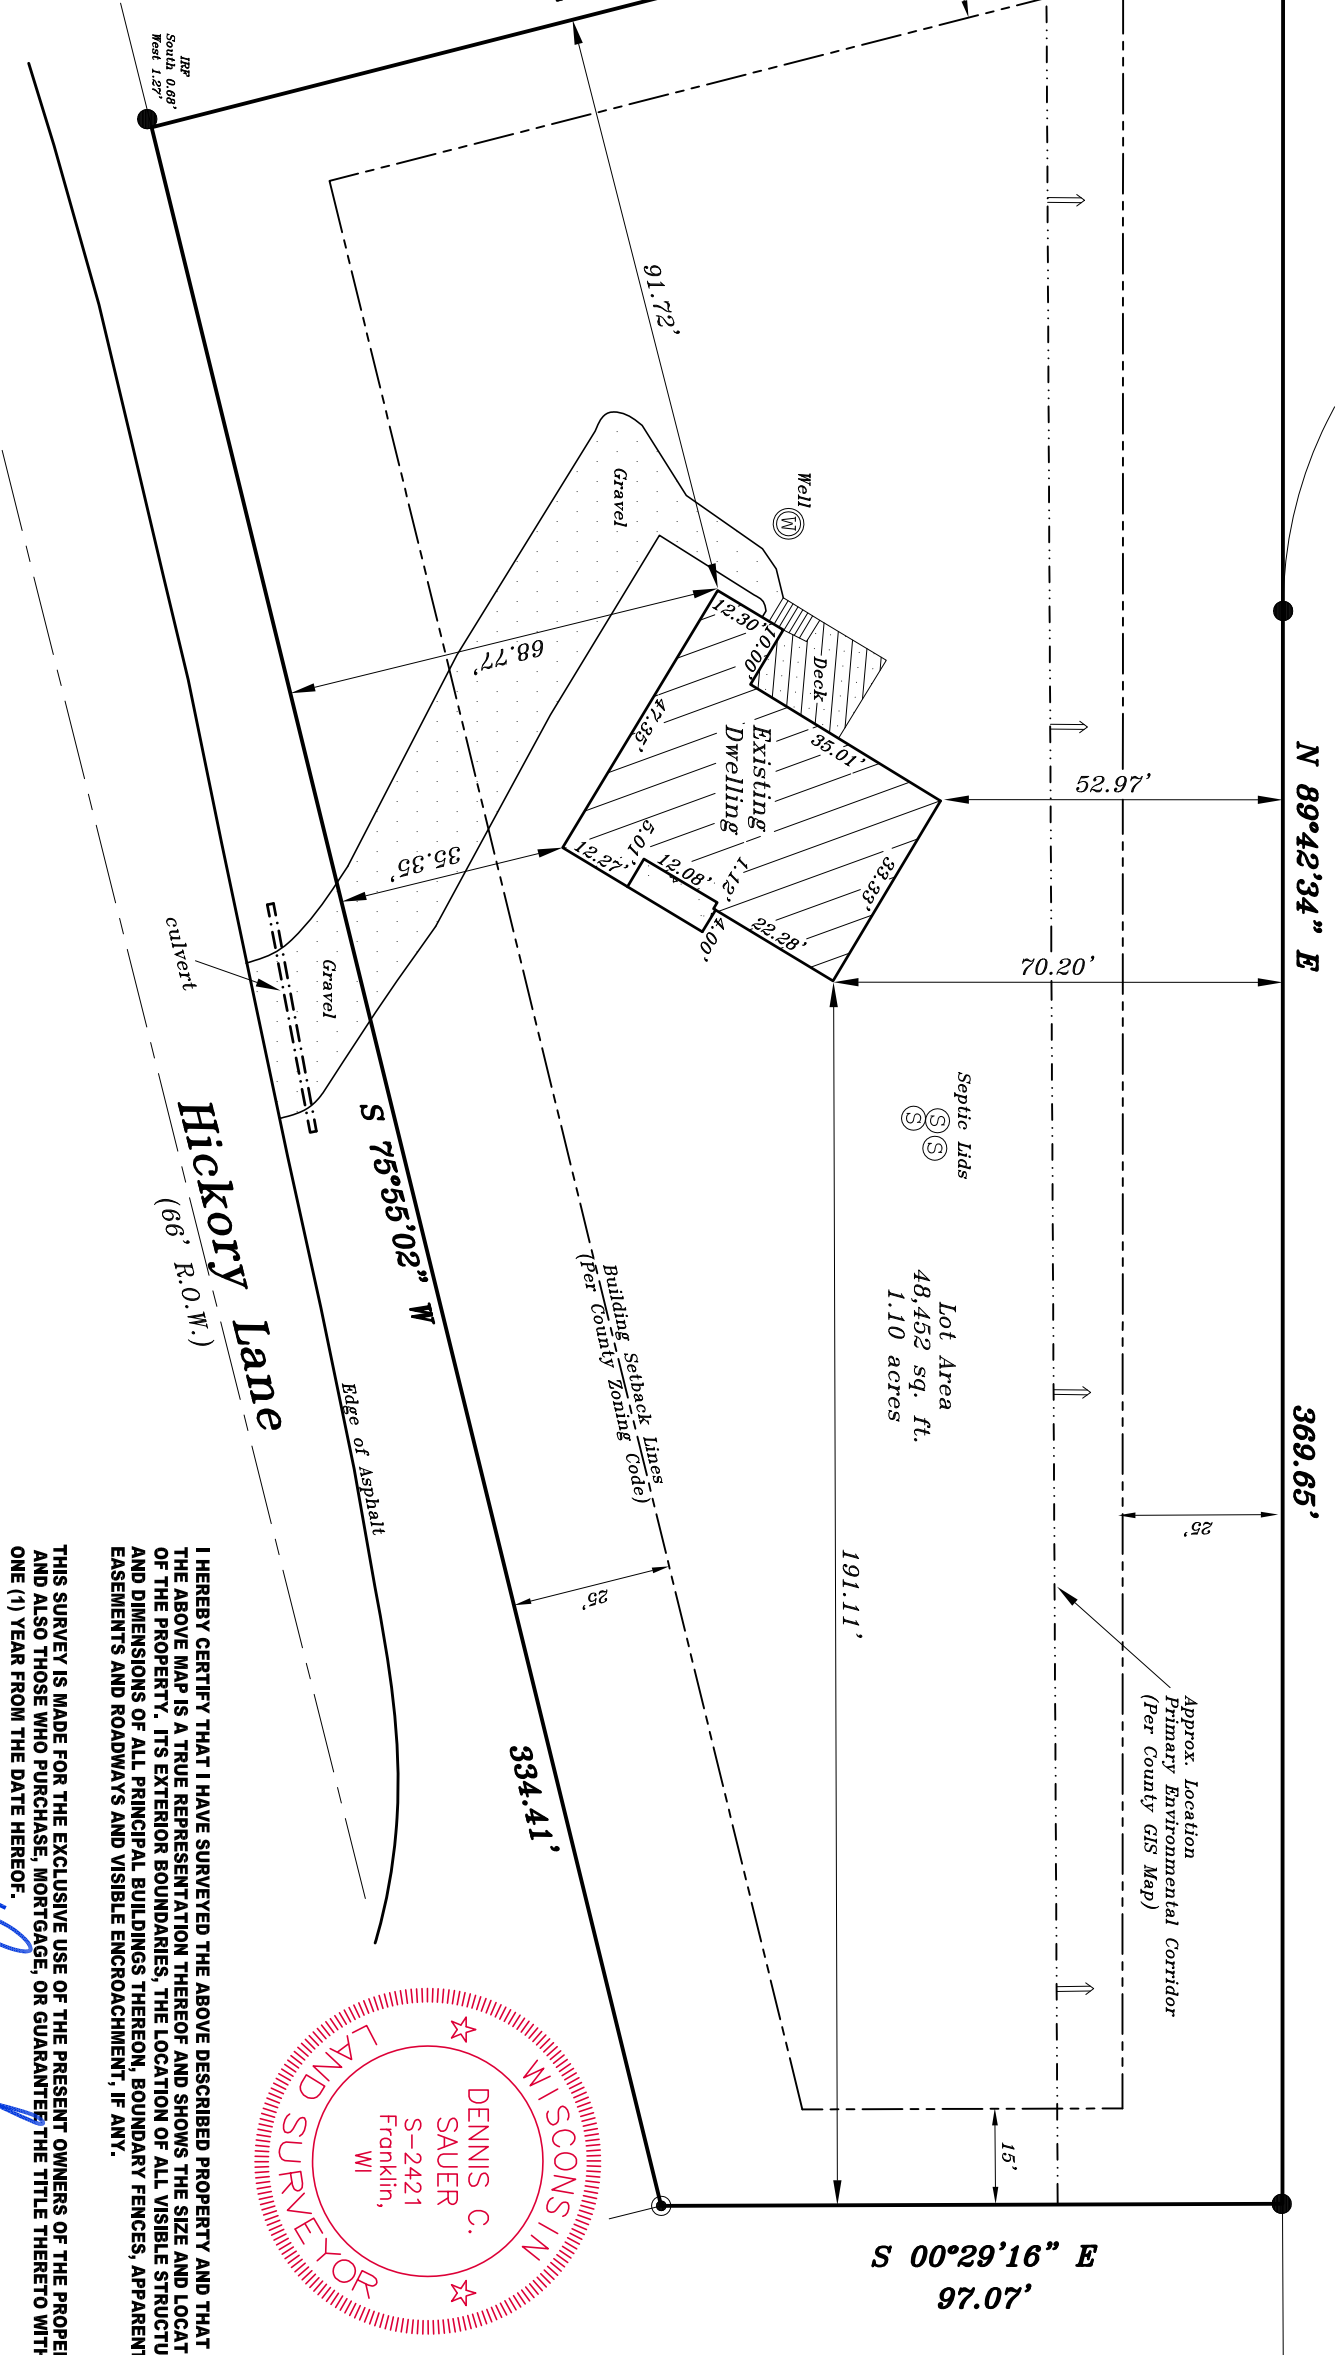 IRF
South 0.68'
West 1.27'
91.72'
Well
W
Gravel
12.30'
10.00'
Deck
35.01'
47.35'
Existing
Dwelling
68.77'
35.35'
12.27'
5.01'
12.08'
1.12'
4.00'
22.28'
33.33'
52.97'
70.20'
N 89°42'34" E
369.65'
25'
culvert
Gravel
Septic Lids
S
S
S
Lot Area
48,452 sq. ft.
1.10 acres
Building Setback Lines
(Per County Zoning Code)
191.11'
Approx. Location
Primary Environmental Corridor
(Per County GIS Map)
25'
15'
S 75°55'02" W
334.41'
Hickory Lane
(66' R.O.W.)
Edge of Asphalt
S 00°29'16" E
97.07'
WISCONSIN
DENNIS C.
SAUER
S-2421
Franklin,
WI
LAND SURVEYOR
I HEREBY CERTIFY THAT I HAVE SURVEYED THE ABOVE DESCRIBED PROPERTY AND THAT
THE ABOVE MAP IS A TRUE REPRESENTATION THEREOF AND SHOWS THE SIZE AND LOCAT
OF THE PROPERTY. ITS EXTERIOR BOUNDARIES, THE LOCATION OF ALL VISIBLE STRUCTU
AND DIMENSIONS OF ALL PRINCIPAL BUILDINGS THEREON, BOUNDARY FENCES, APPARENT
EASEMENTS AND ROADWAYS AND VISIBLE ENCROACHMENT, IF ANY.
THIS SURVEY IS MADE FOR THE EXCLUSIVE USE OF THE PRESENT OWNERS OF THE PROPE
AND ALSO THOSE WHO PURCHASE, MORTGAGE, OR GUARANTEE THE TITLE THERETO WITH
ONE (1) YEAR FROM THE DATE HEREOF.